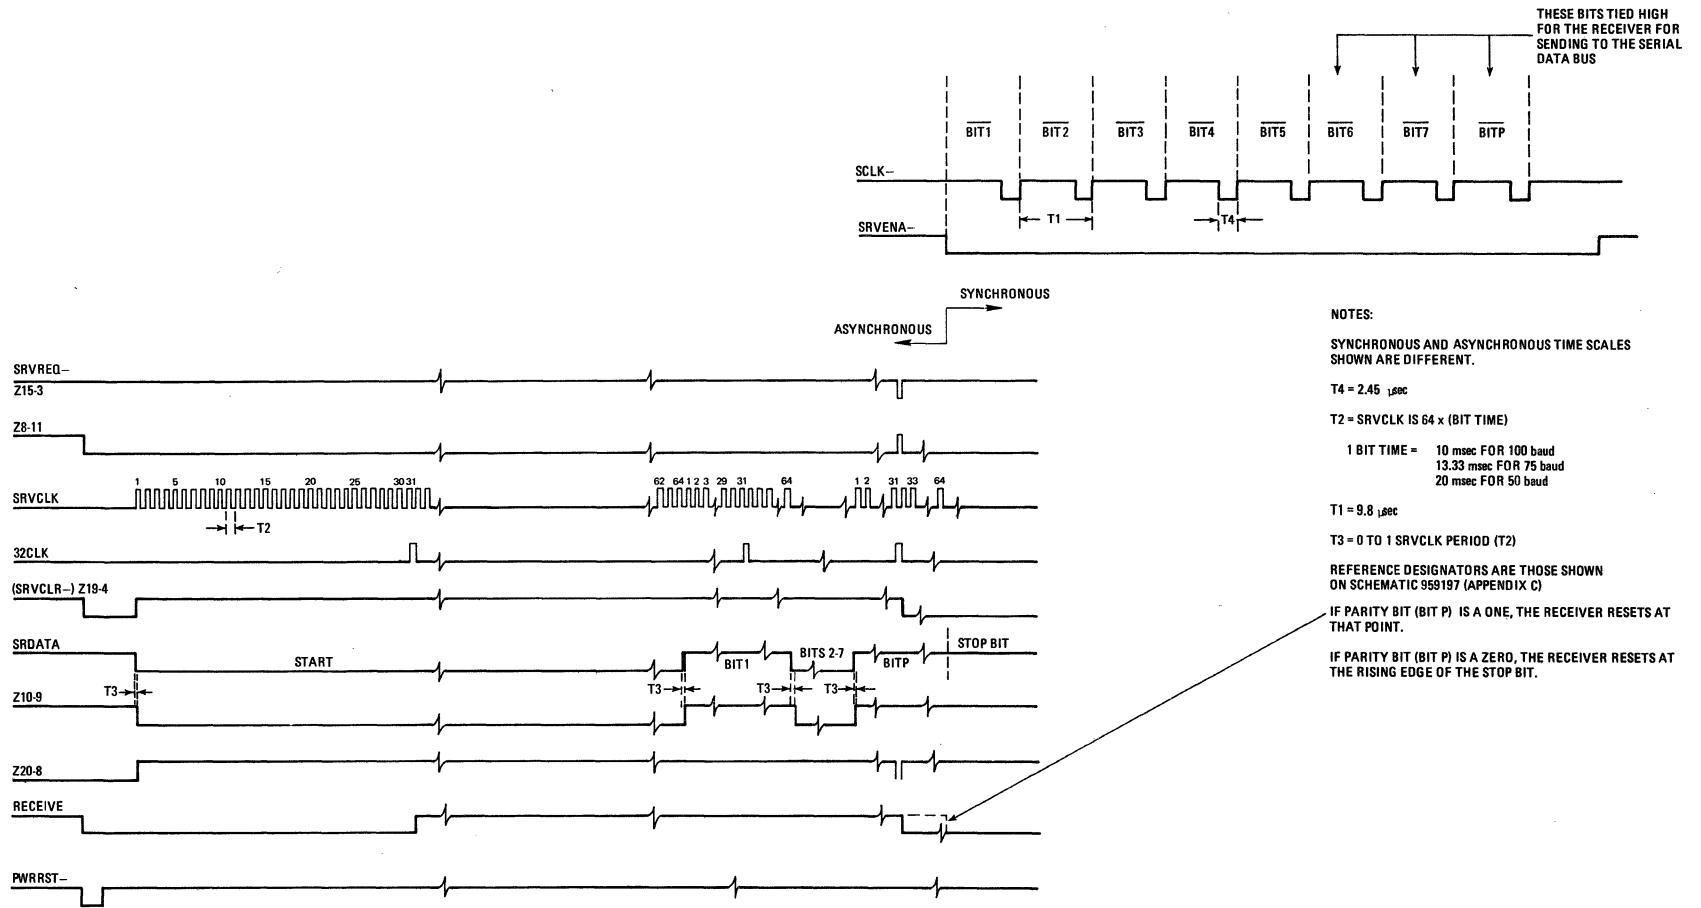 THESE BITS TIED HIGH
FOR THE RECEIVER FOR
SENDING TO THE SERIAL
DATA BUS
BIT1 BIT2 BIT3 BIT4 BIT5 BIT6 BIT7 BITP
SCLK–
T1 T4
SRVENA–
SYNCHRONOUS
ASYNCHRONOUS
NOTES:
SYNCHRONOUS AND ASYNCHRONOUS TIME SCALES
SHOWN ARE DIFFERENT.
T4 = 2.45 μsec
T2 = SRVCLK IS 64 x (BIT TIME)
1 BIT TIME = 10 msec FOR 100 baud
13.33 msec FOR 75 baud
20 msec FOR 50 baud
T1 = 9.8 μsec
T3 = 0 TO 1 SRVCLK PERIOD (T2)
REFERENCE DESIGNATORS ARE THOSE SHOWN
ON SCHEMATIC 959197 (APPENDIX C)
IF PARITY BIT (BIT P) IS A ONE, THE RECEIVER RESETS AT
THAT POINT.
IF PARITY BIT (BIT P) IS A ZERO, THE RECEIVER RESETS AT
THE RISING EDGE OF THE STOP BIT.
SRVREQ–
Z15-3
Z8-11
SRVCLK
1 5 10 15 20 25 30 31 62 64 1 2 3 29 31 64 1 2 31 33 64
T2
32CLK
(SRVCLR–) Z19-4
SRDATA
START BIT1 BITS 2-7 BITP STOP BIT
T3 T3 T3 T3
Z10-9
Z20-8
RECEIVE
PWRRST–